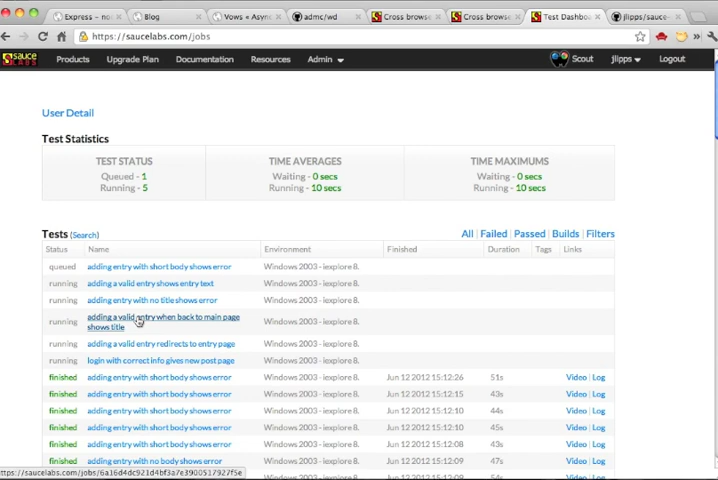 Express - no
Blog
Vows « Asyn
admc/wd
Cross browse
Cross browse
Test Dashbo
jlipps/sauce-
https://saucelabs.com/jobs
SAUCE LABS
Products
Upgrade Plan
Documentation
Resources
Admin
Scout
jlipps
Logout
User Detail
Test Statistics
TEST STATUS
Queued - 1
Running - 5
TIME AVERAGES
Waiting - 0 secs
Running - 10 secs
TIME MAXIMUMS
Waiting - 0 secs
Running - 10 secs
Tests (Search)
All | Failed | Passed | Builds | Filters
Status Name Environment Finished Duration Tags Links
queued adding entry with short body shows error Windows 2003 - iexplore 8.
running adding a valid entry shows entry text Windows 2003 - iexplore 8.
running adding entry with no title shows error Windows 2003 - iexplore 8.
running adding a valid entry when back to main page Windows 2003 - iexplore 8.
shows title
running adding a valid entry redirects to entry page Windows 2003 - iexplore 8.
running login with correct info gives new post page Windows 2003 - iexplore 8.
finished adding entry with short body shows error Windows 2003 - iexplore 8. Jun 12 2012 15:12:26 51s Video | Log
finished adding entry with short body shows error Windows 2003 - iexplore 8. Jun 12 2012 15:12:15 43s Video | Log
finished adding entry with short body shows error Windows 2003 - iexplore 8. Jun 12 2012 15:12:10 44s Video | Log
finished adding entry with short body shows error Windows 2003 - iexplore 8. Jun 12 2012 15:12:10 45s Video | Log
finished adding entry with short body shows error Windows 2003 - iexplore 8. Jun 12 2012 15:12:08 43s Video | Log
finished adding entry with no body shows error Windows 2003 - iexplore 8. Jun 12 2012 15:12:09 47s Video | Log
https://saucelabs.com/jobs/6a16d4dc921d4bf3a7e3900517927f5e